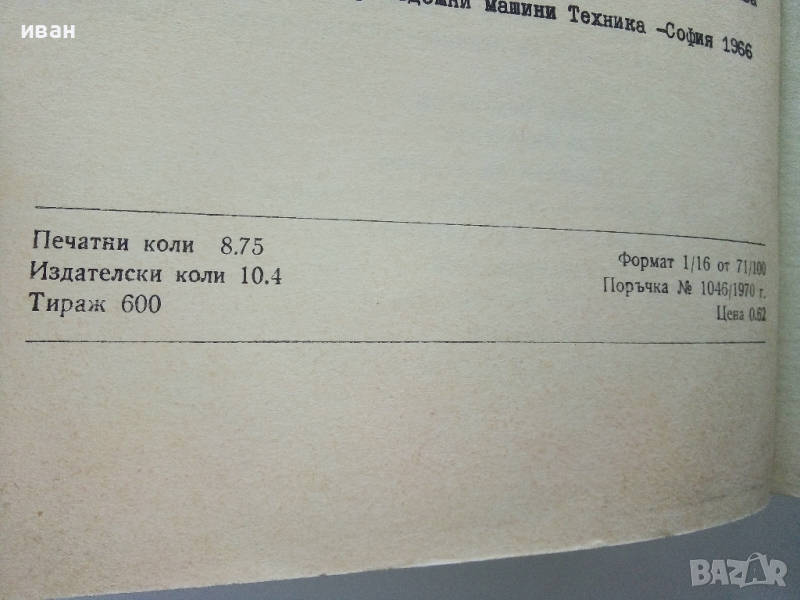 иван
машини Техника -София 1966
Печатни коли 8.75
Издателски коли 10.4
Тираж 600
Формат 1/16 от 71/100
Поръчка № 1046/1970 г.
Цена 0.62
BAZAR